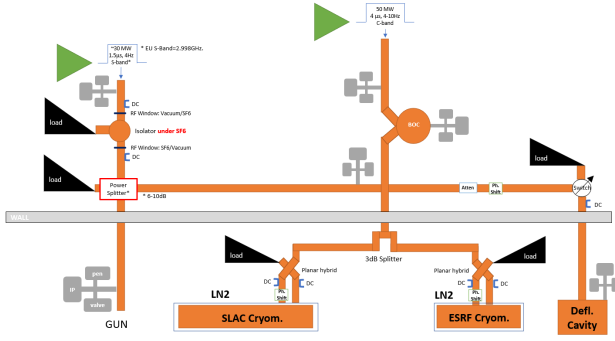 50 MW
4 µs, 4-10Hz
C-band
~30 MW
1.5µs, 4Hz
S-band*
* EU S-Band=2.998GHz.
DC
RF Window: Vacuum/SF6
load
Isolator under SF6
BOC
RF Window: SF6/Vacuum
DC
load
load
Power
Splitter*
Atten
Ph.
Shift
Switch
* 6-10dB
DC
WALL
load
3dB Splitter
load
Planar hybrid
Planar hybrid
pen
IP
valve
DC
DC
DC
DC
LN2
Ph.
Shift
LN2
Ph.
Shift
GUN
SLAC Cryom.
ESRF Cryom.
Defl.
Cavity